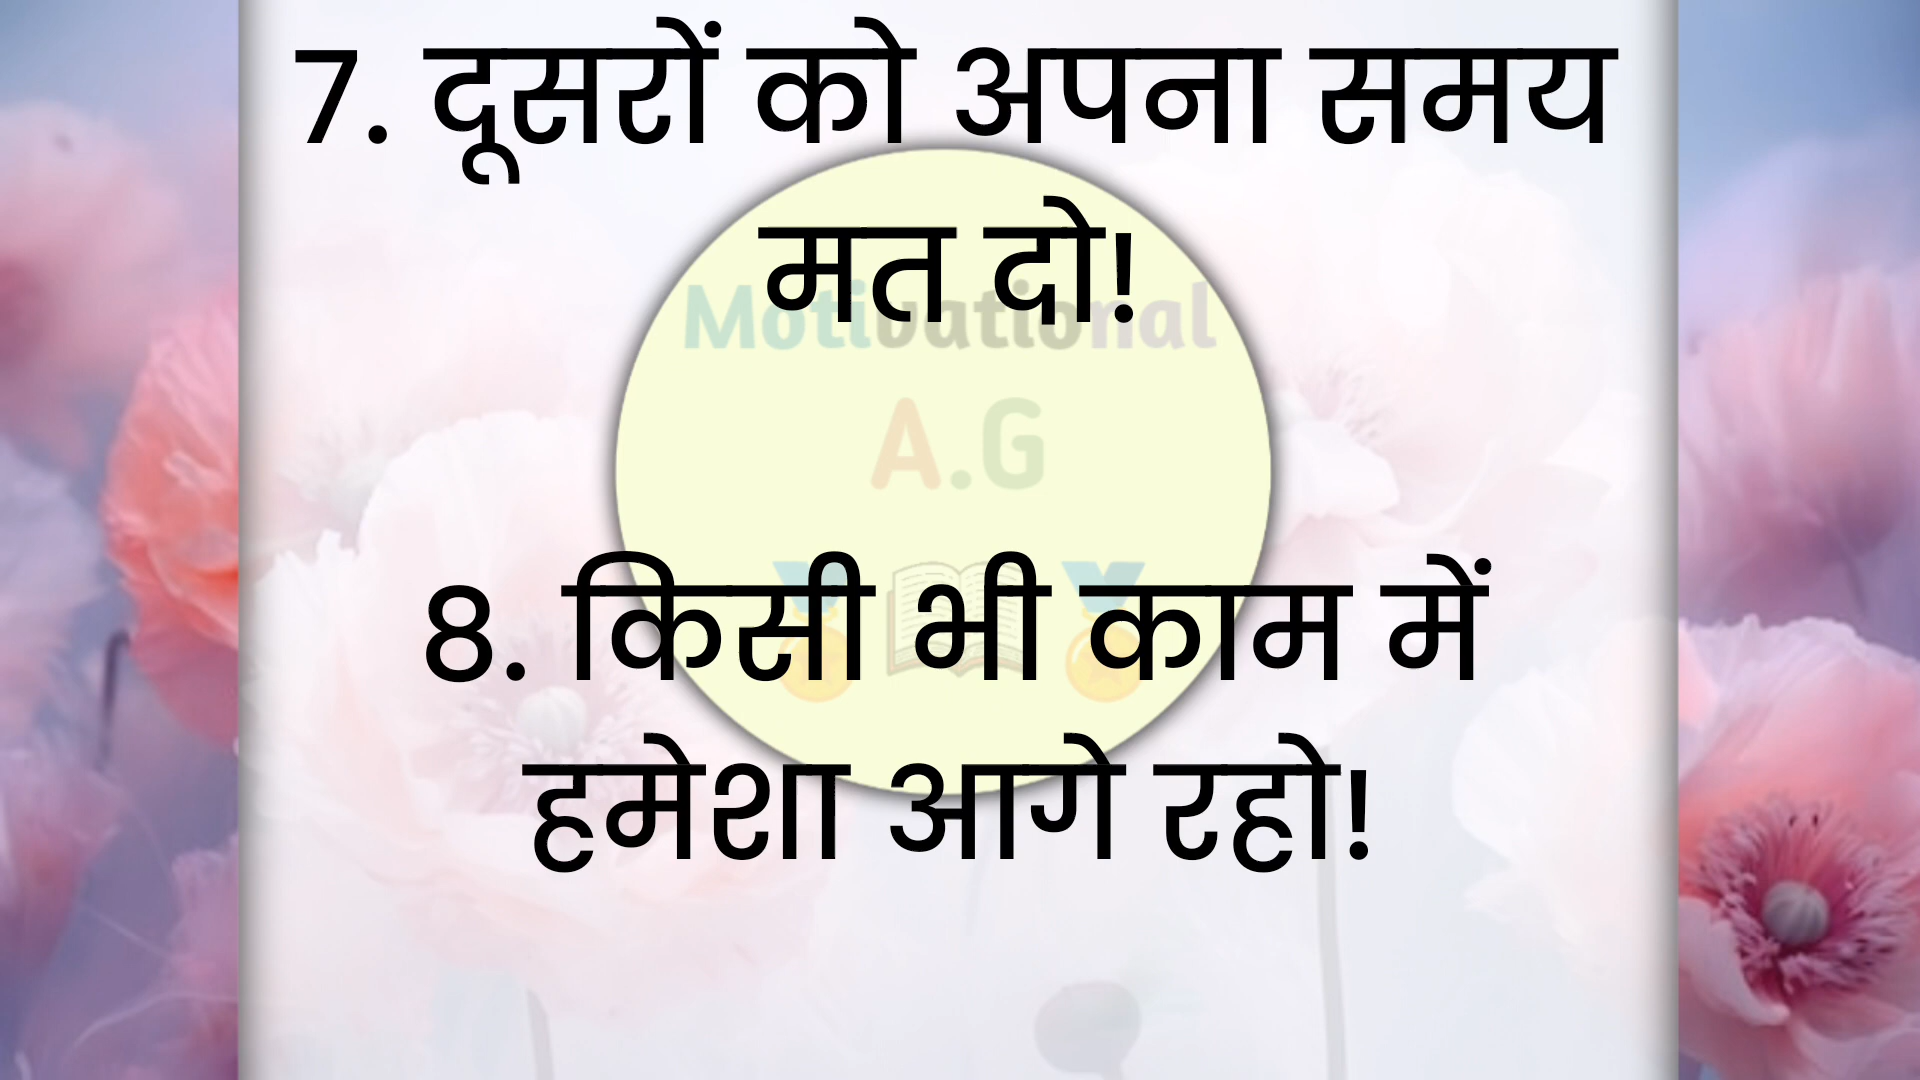 7. दूसरों को अपना समय
मत दो!
Motivational
A.G
8. किसी भी काम में
हमेशा आगे रहो!